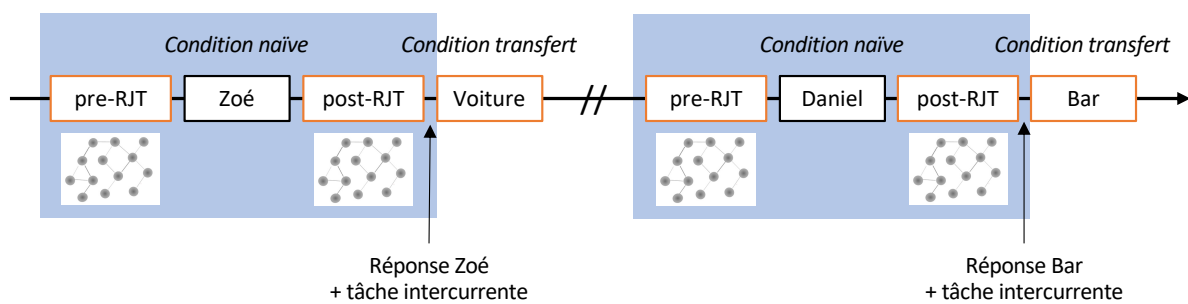 Condition naïve
Condition transfert
Condition naïve
Condition transfert
pre-RJT
Zoé
post-RJT
Voiture
pre-RJT
Daniel
post-RJT
Bar
Réponse Zoé
+ tâche intercurrente
Réponse Bar
+ tâche intercurrente